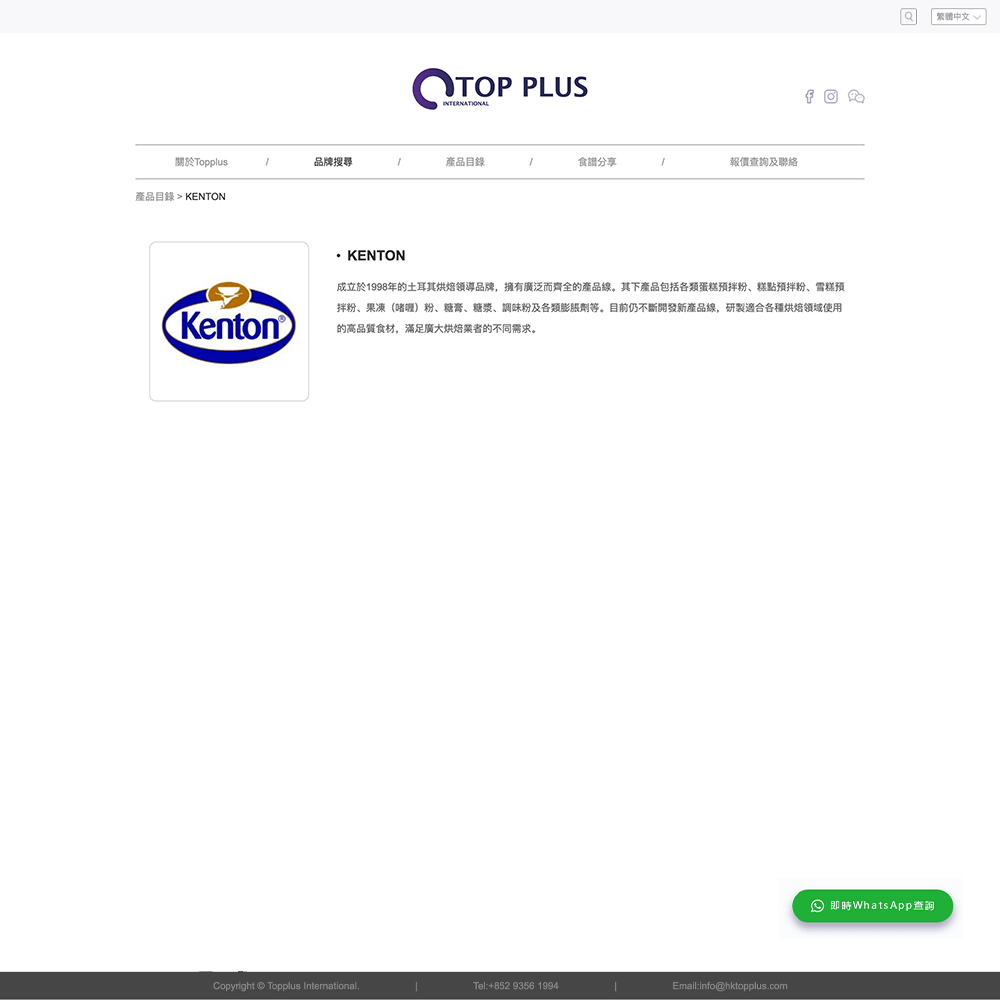 繁體中文
TOP PLUS
INTERNATIONAL
關於Topplus / 品牌搜尋 / 產品目錄 / 食譜分享 / 報價查詢及聯絡
產品目錄 > KENTON
Kenton®
• KENTON
成立於1998年的土耳其烘焙領導品牌，擁有廣泛而齊全的產品線。其下產品包括各類蛋糕預拌粉、糕點預拌粉、雪糕預
拌粉、果凍（啫喱）粉、糖膏、糖漿、調味粉及各類膨脹劑等。目前仍不斷開發新產品線，研製適合各種烘焙領域使用
的高品質食材，滿足廣大烘焙業者的不同需求。
即時WhatsApp查詢
Copyright © Topplus International. | Tel:+852 9356 1994 | Email:info@hktopplus.com